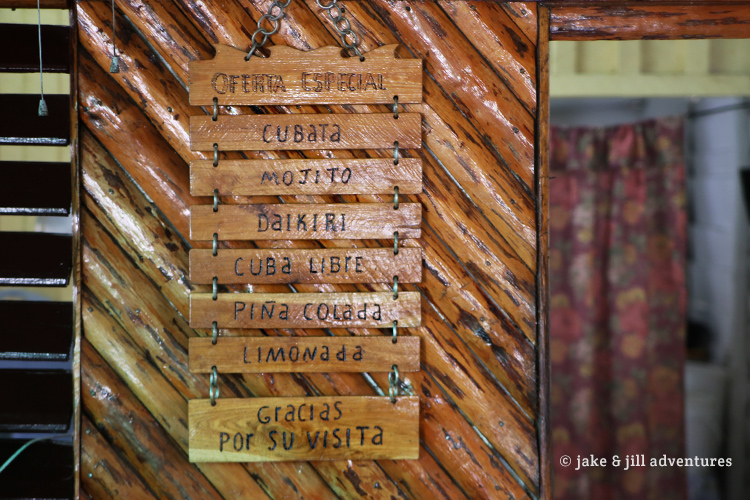 OFERTA ESPECIAL
CUBATA
MOJITO
DAIKIRI
CUBA LIBRE
PIÑA COLADA
LIMONADA
GRACIAS
POR SU VISITA
© jake & jill adventures